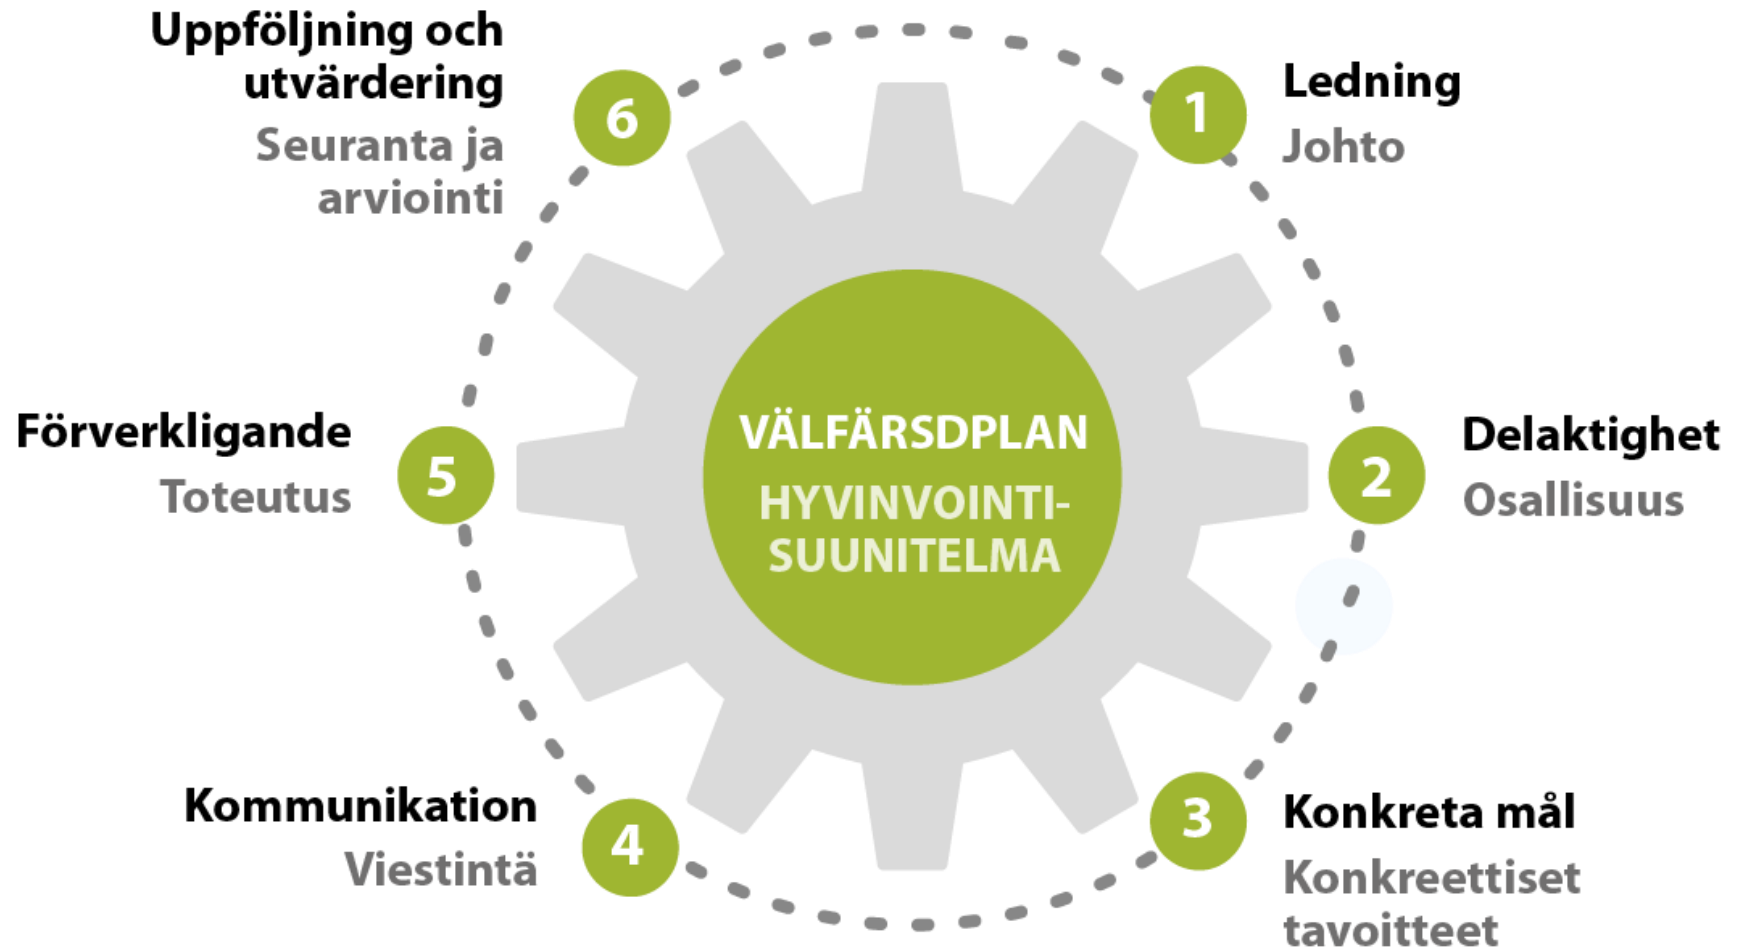 VÄLFÄRSDPLAN
HYVINVOINTI-
SUUNITELMA
1
Ledning
Johto
2
Delaktighet
Osallisuus
3
Konkreta mål
Konkreettiset
tavoitteet
4
Kommunikation
Viestintä
5
Förverkligande
Toteutus
6
Uppföljning och
utvärdering
Seuranta ja
arviointi